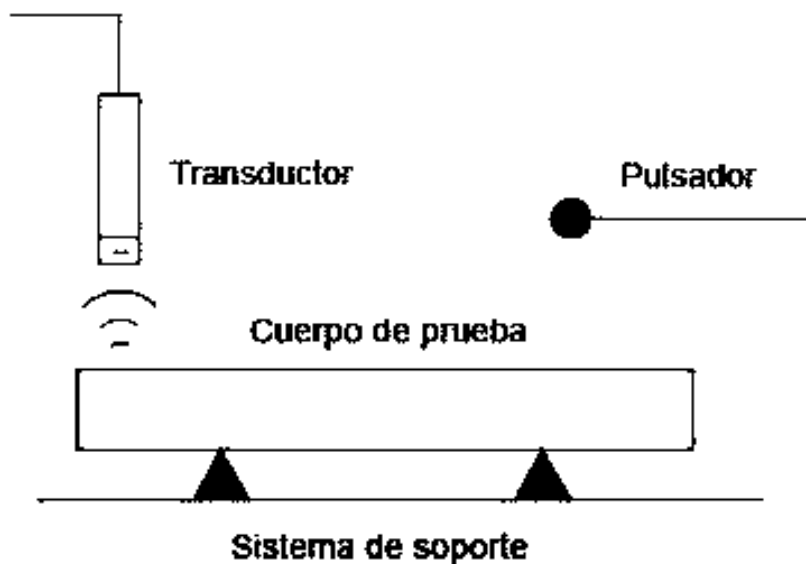 Transductor
Pulsador
Cuerpo de prueba
Sistema de soporte